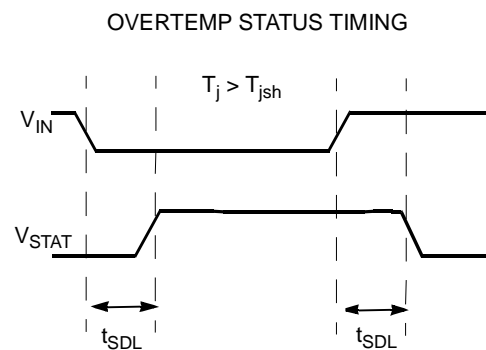 OVERTEMP STATUS TIMING
Tj > Tjsh
VIN
VSTAT
tSDL tSDL